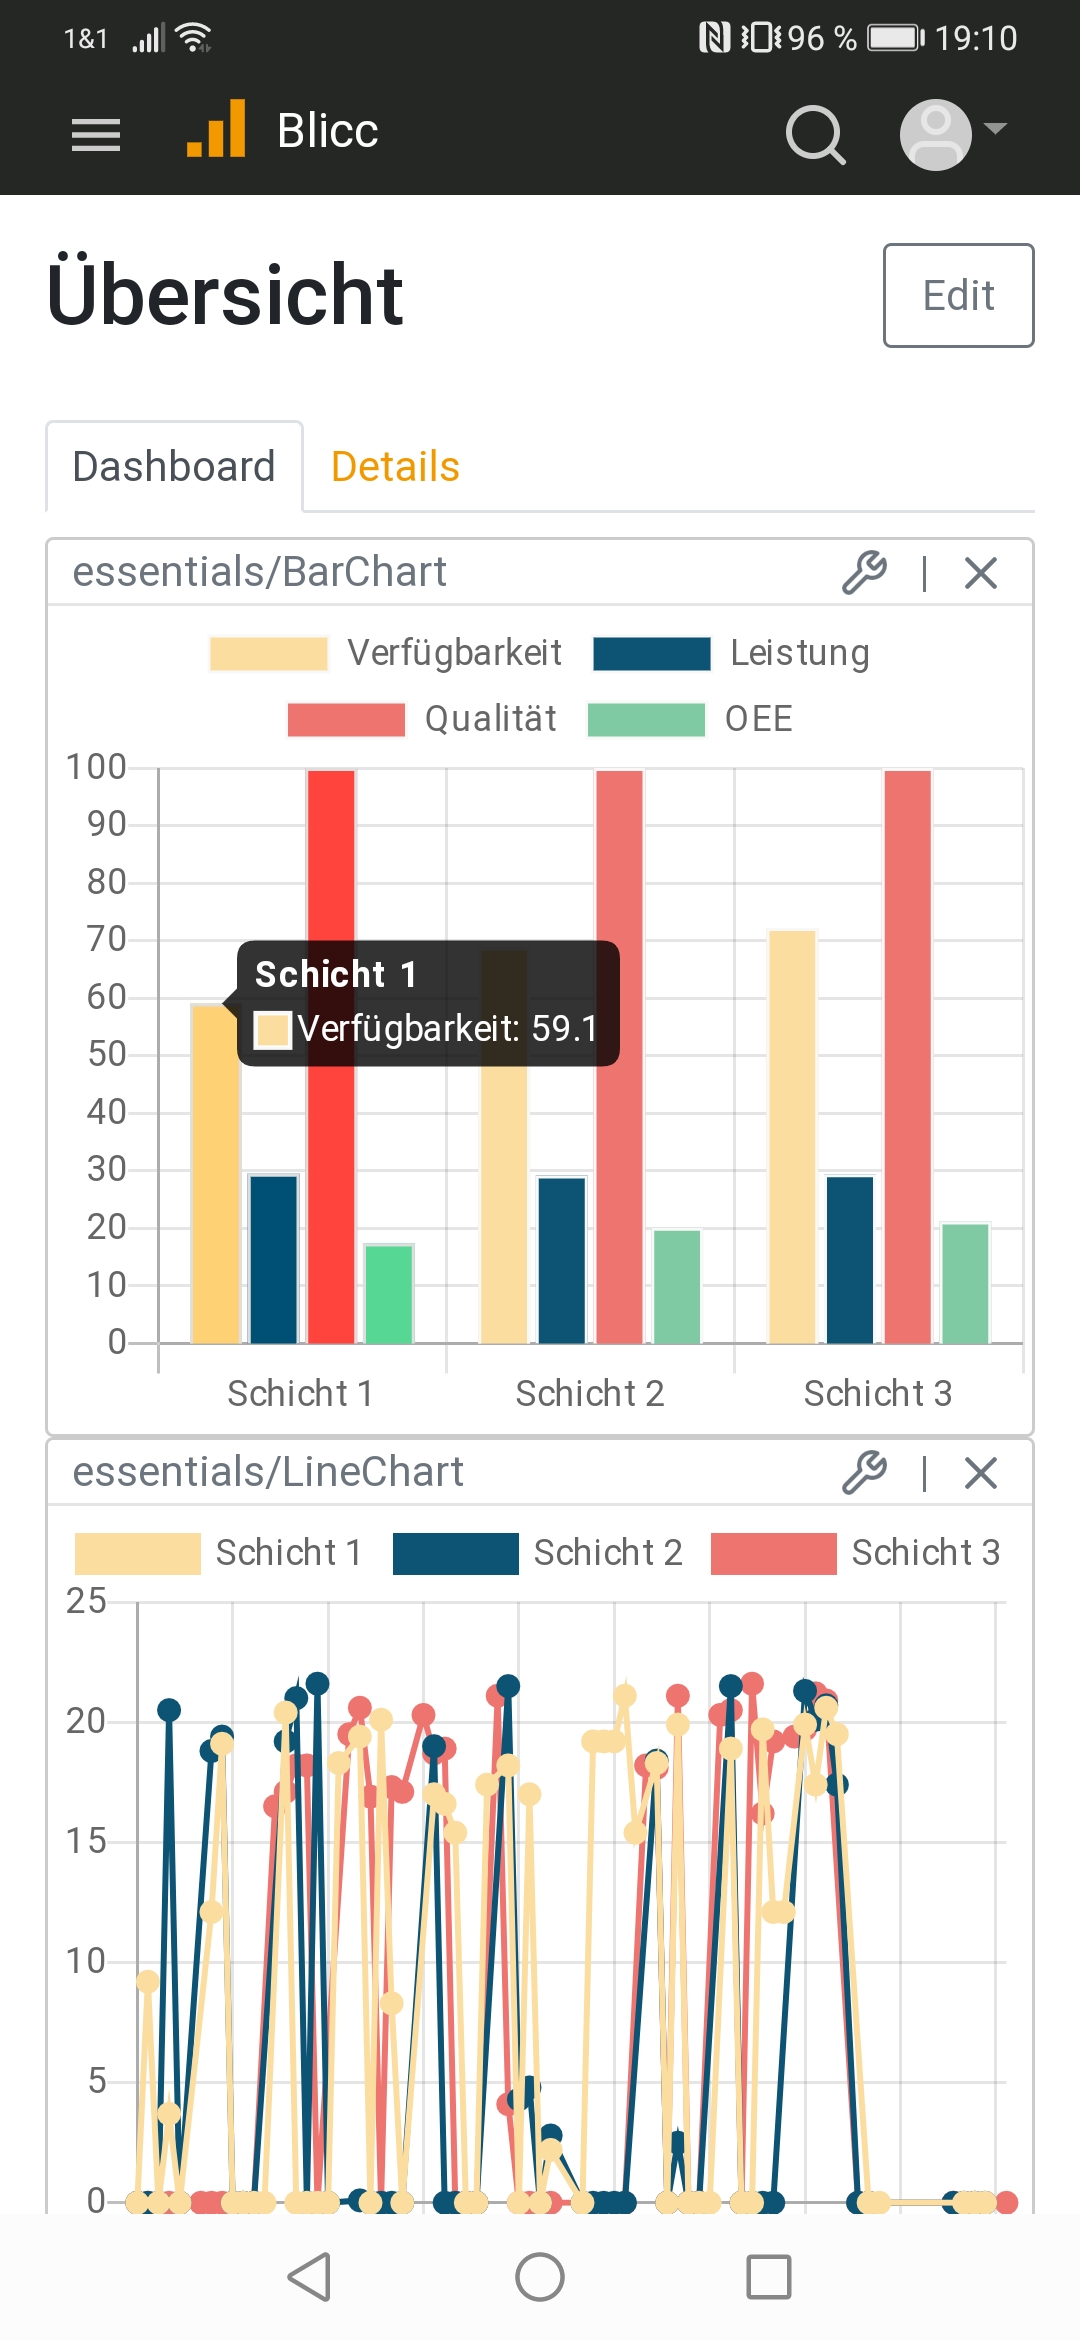 1&1 96 % 19:10
Blicc
Übersicht Edit
Dashboard Details
essentials/BarChart
Verfügbarkeit Leistung
Qualität OEE
100
90
80
70
Schicht 1
60
Verfügbarkeit: 59.1
50
40
30
20
10
0
Schicht 1 Schicht 2 Schicht 3
essentials/LineChart
Schicht 1 Schicht 2 Schicht 3
25
20
15
10
5
0